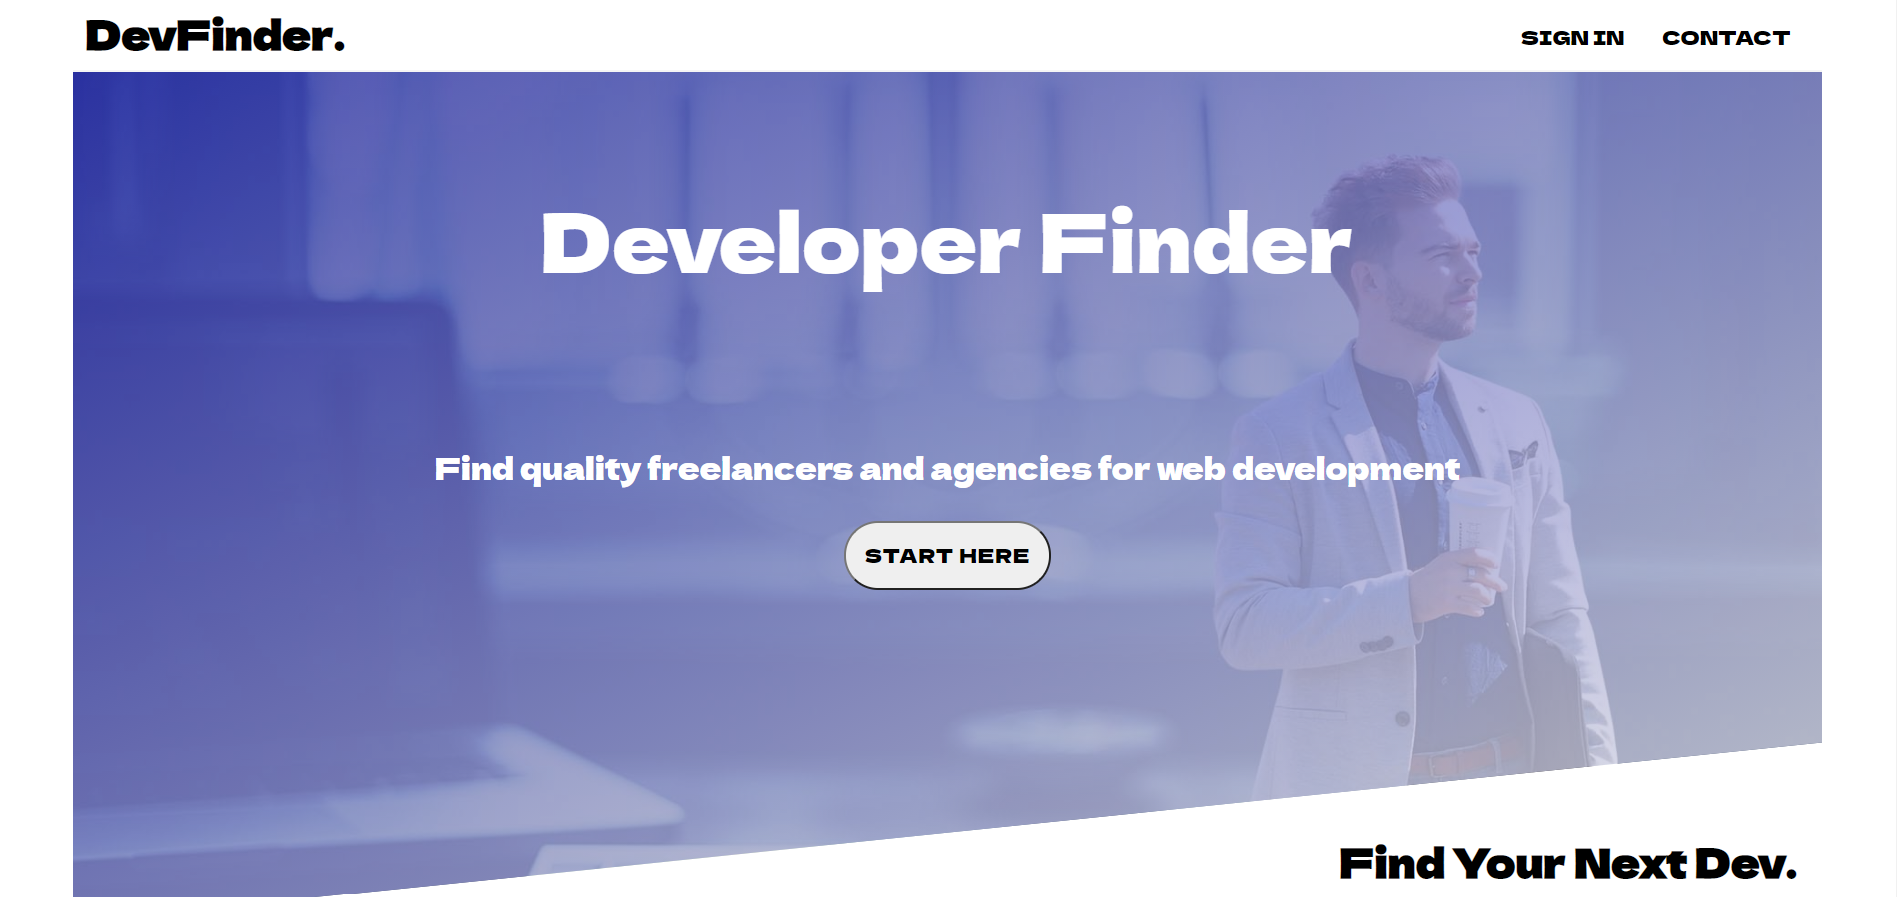 DevFinder.
SIGN IN CONTACT
Developer Finder
Find quality freelancers and agencies for web development
START HERE
Find Your Next Dev.